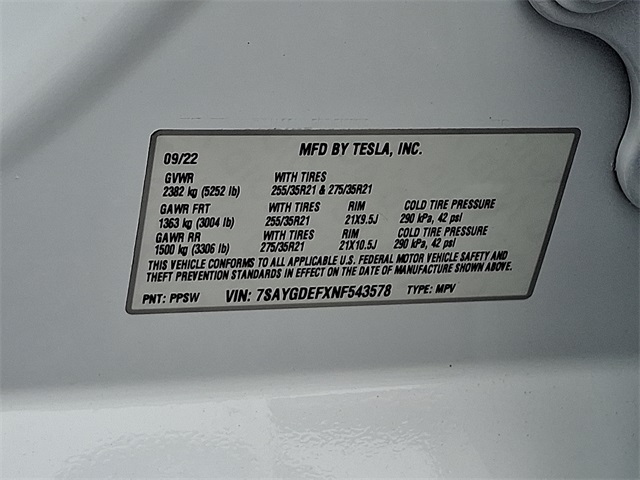 09/22 MFD BY TESLA, INC.
GVWR WITH TIRES
2382 kg (5252 lb) 255/35R21 & 275/35R21
GAWR FRT WITH TIRES RIM COLD TIRE PRESSURE
1363 kg (3004 lb) 255/35R21 21X9.5J 290 kPa, 42 psi
GAWR RR WITH TIRES RIM COLD TIRE PRESSURE
1500 kg (3306 lb) 275/35R21 21X10.5J 290 kPa, 42 psi
THIS VEHICLE CONFORMS TO ALL APPLICABLE U.S. FEDERAL MOTOR VEHICLE SAFETY AND
THEFT PREVENTION STANDARDS IN EFFECT ON THE DATE OF MANUFACTURE SHOWN ABOVE.
PNT: PPSW VIN: 7SAYGDEFXNF543578 TYPE: MPV